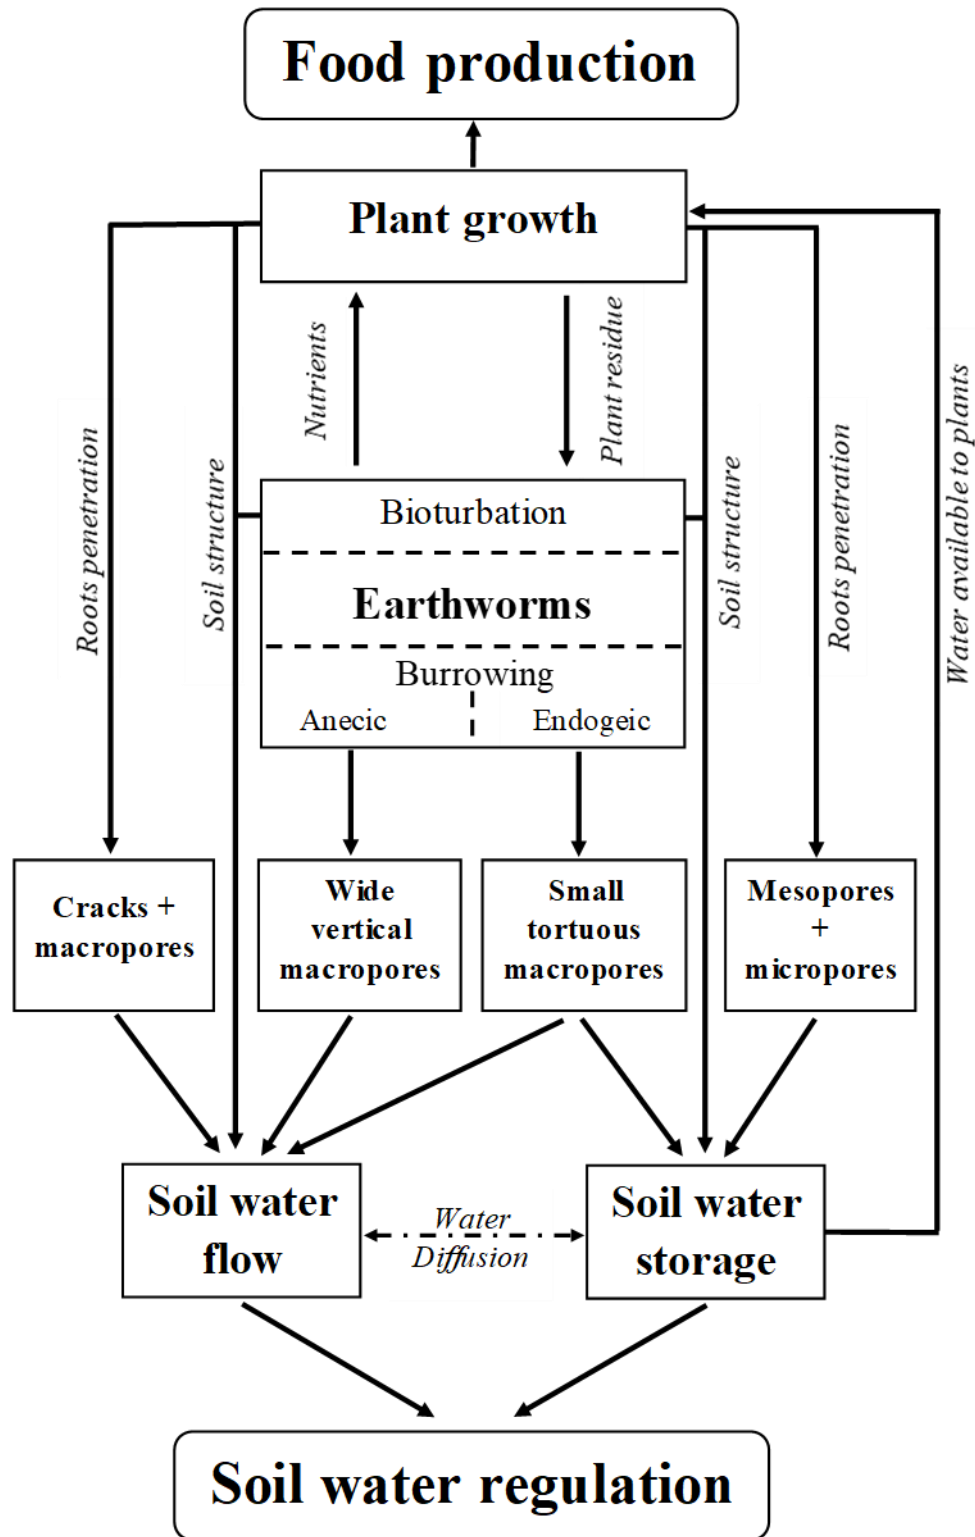 Food production
Plant growth
Nutrients
Plant residue
Roots penetration
Soil structure
Soil structure
Roots penetration
Water available to plants
Bioturbation
Earthworms
Burrowing
Anecic
Endogeic
Cracks +
macropores
Wide
vertical
macropores
Small
tortuous
macropores
Mesopores
+
micropores
Soil water
flow
Water
Diffusion
Soil water
storage
Soil water regulation